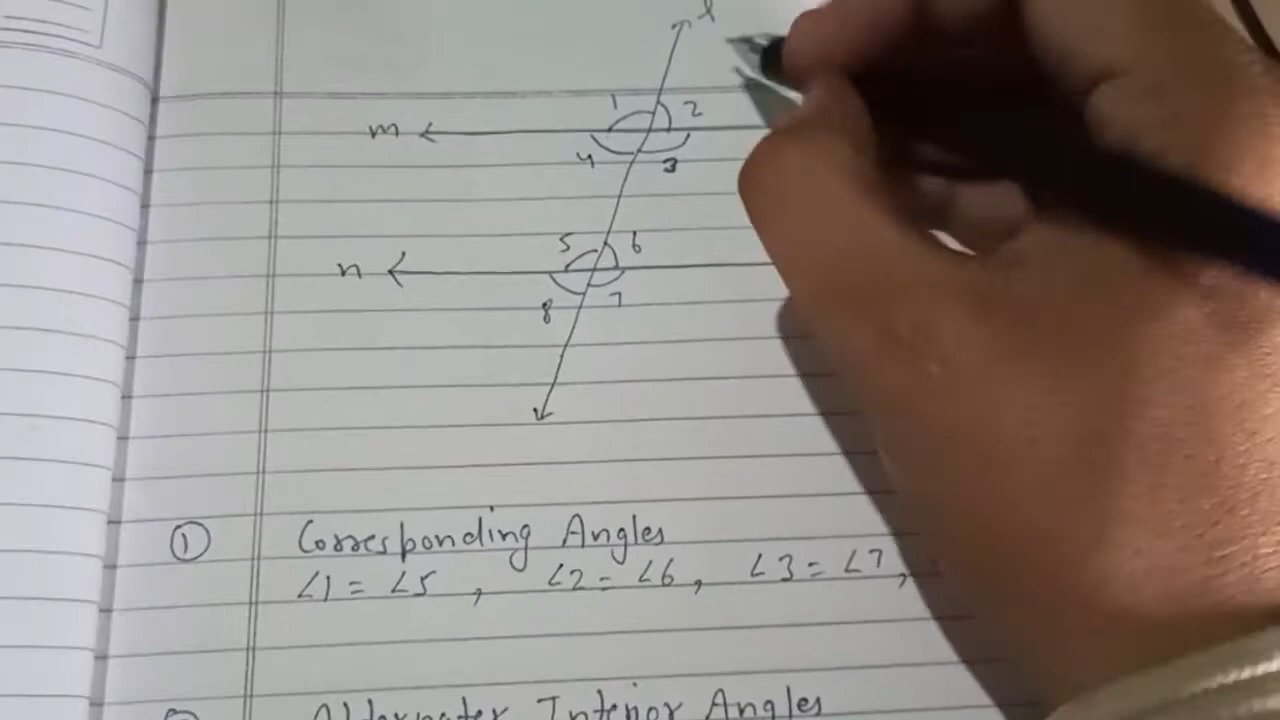 l
1 2
m
4 3
5 6
n
8 7
① Corresponding Angles
∠1 = ∠5 , ∠2 = ∠6, ∠3 = ∠7,
Interior Angles